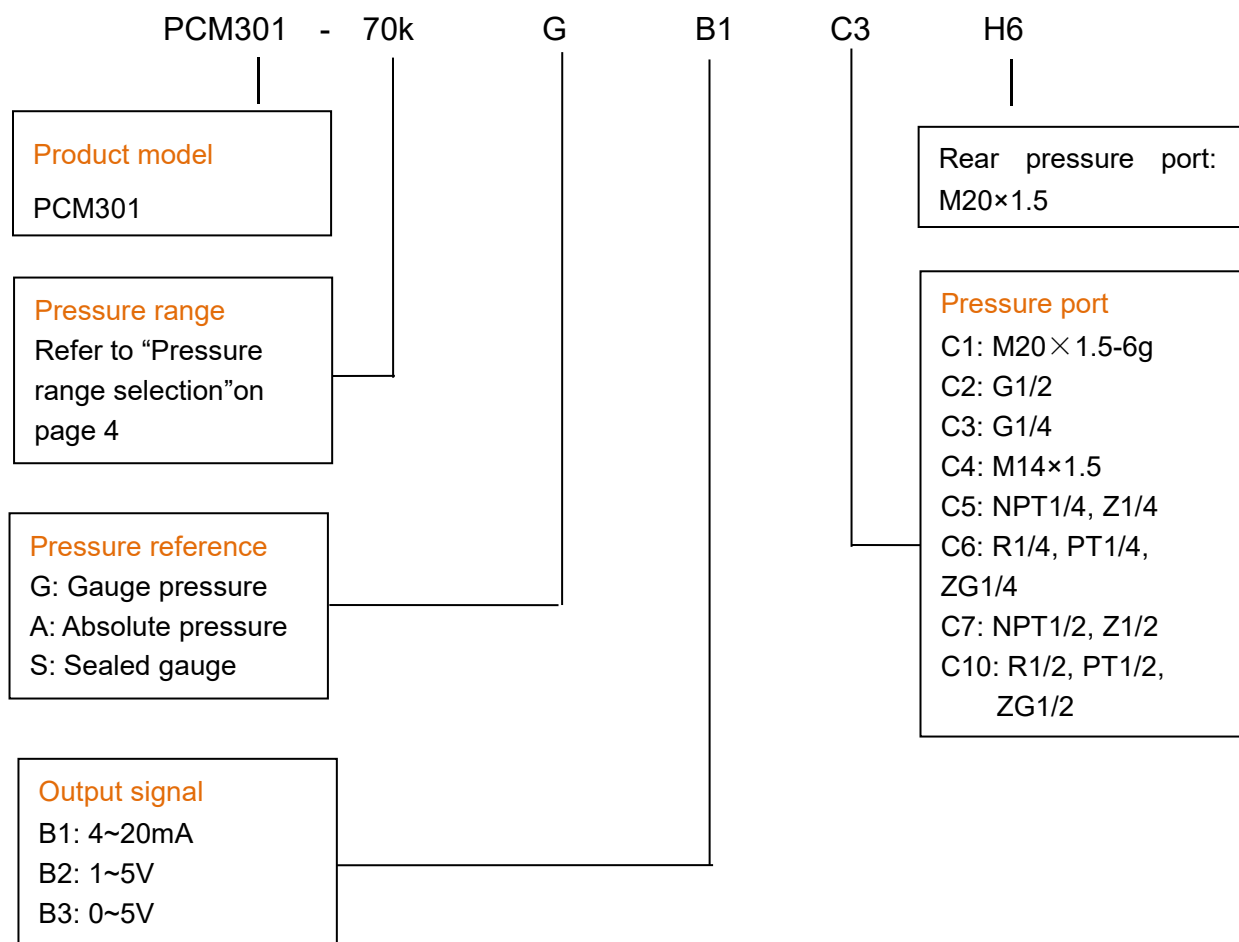 PCM301 - 70k G B1 C3 H6
Product model
PCM301
Rear pressure port:
M20×1.5
Pressure range
Refer to “Pressure
range selection”on
page 4
Pressure port
C1: M20×1.5-6g
C2: G1/2
C3: G1/4
C4: M14×1.5
C5: NPT1/4, Z1/4
C6: R1/4, PT1/4,
ZG1/4
C7: NPT1/2, Z1/2
C10: R1/2, PT1/2,
ZG1/2
Pressure reference
G: Gauge pressure
A: Absolute pressure
S: Sealed gauge
Output signal
B1: 4~20mA
B2: 1~5V
B3: 0~5V